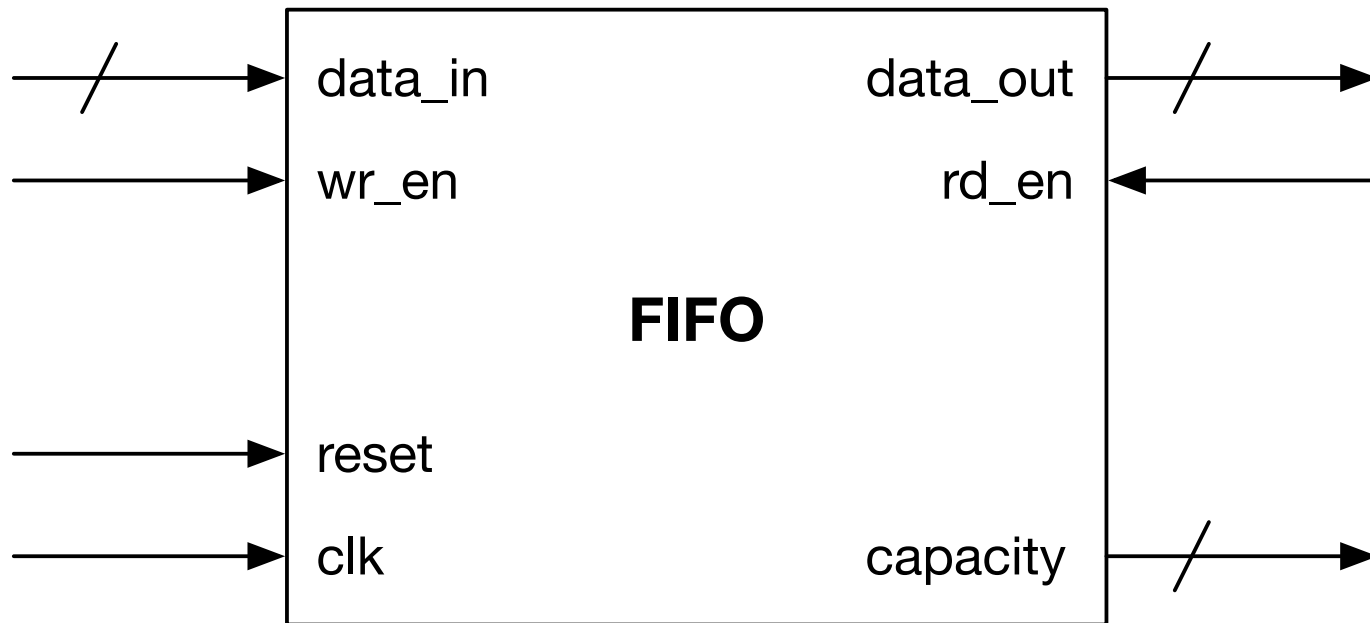 data_in
data_out
wr_en
rd_en
FIFO
reset
clk
capacity